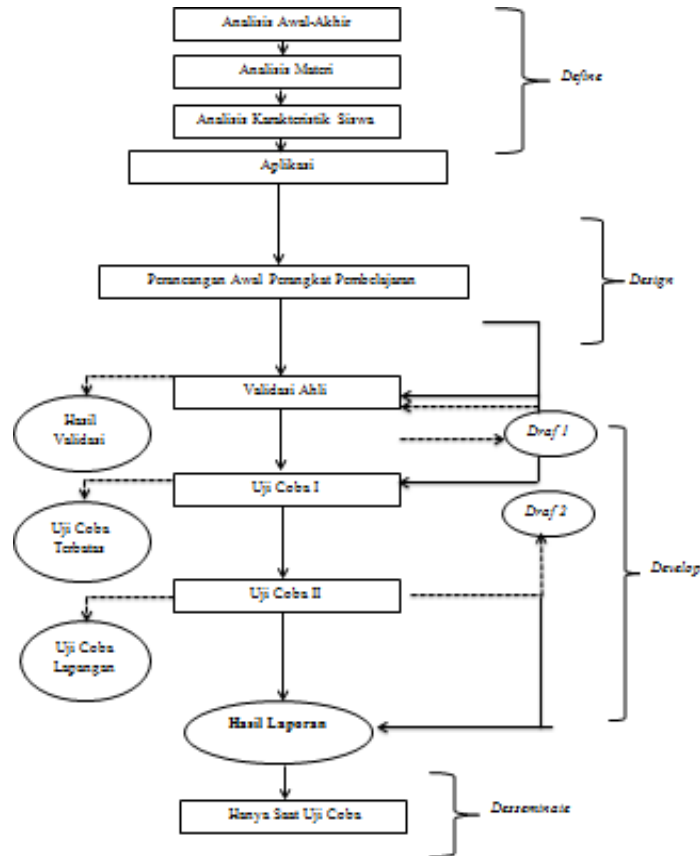 Analisis Awal-Akhir
Analisis Materi
Define
Analisis Karakteristik Siswa
Aplikasi
Perancangan Awal Perangkat Pembelajaran
Design
Validasi Ahli
Hasil
Validasi
Draf 1
Uji Coba I
Uji Coba
Terbatas
Draf 2
Develop
Uji Coba II
Uji Coba
Lapangan
Hasil Laporan
Hanya Saat Uji Coba
Desseminate